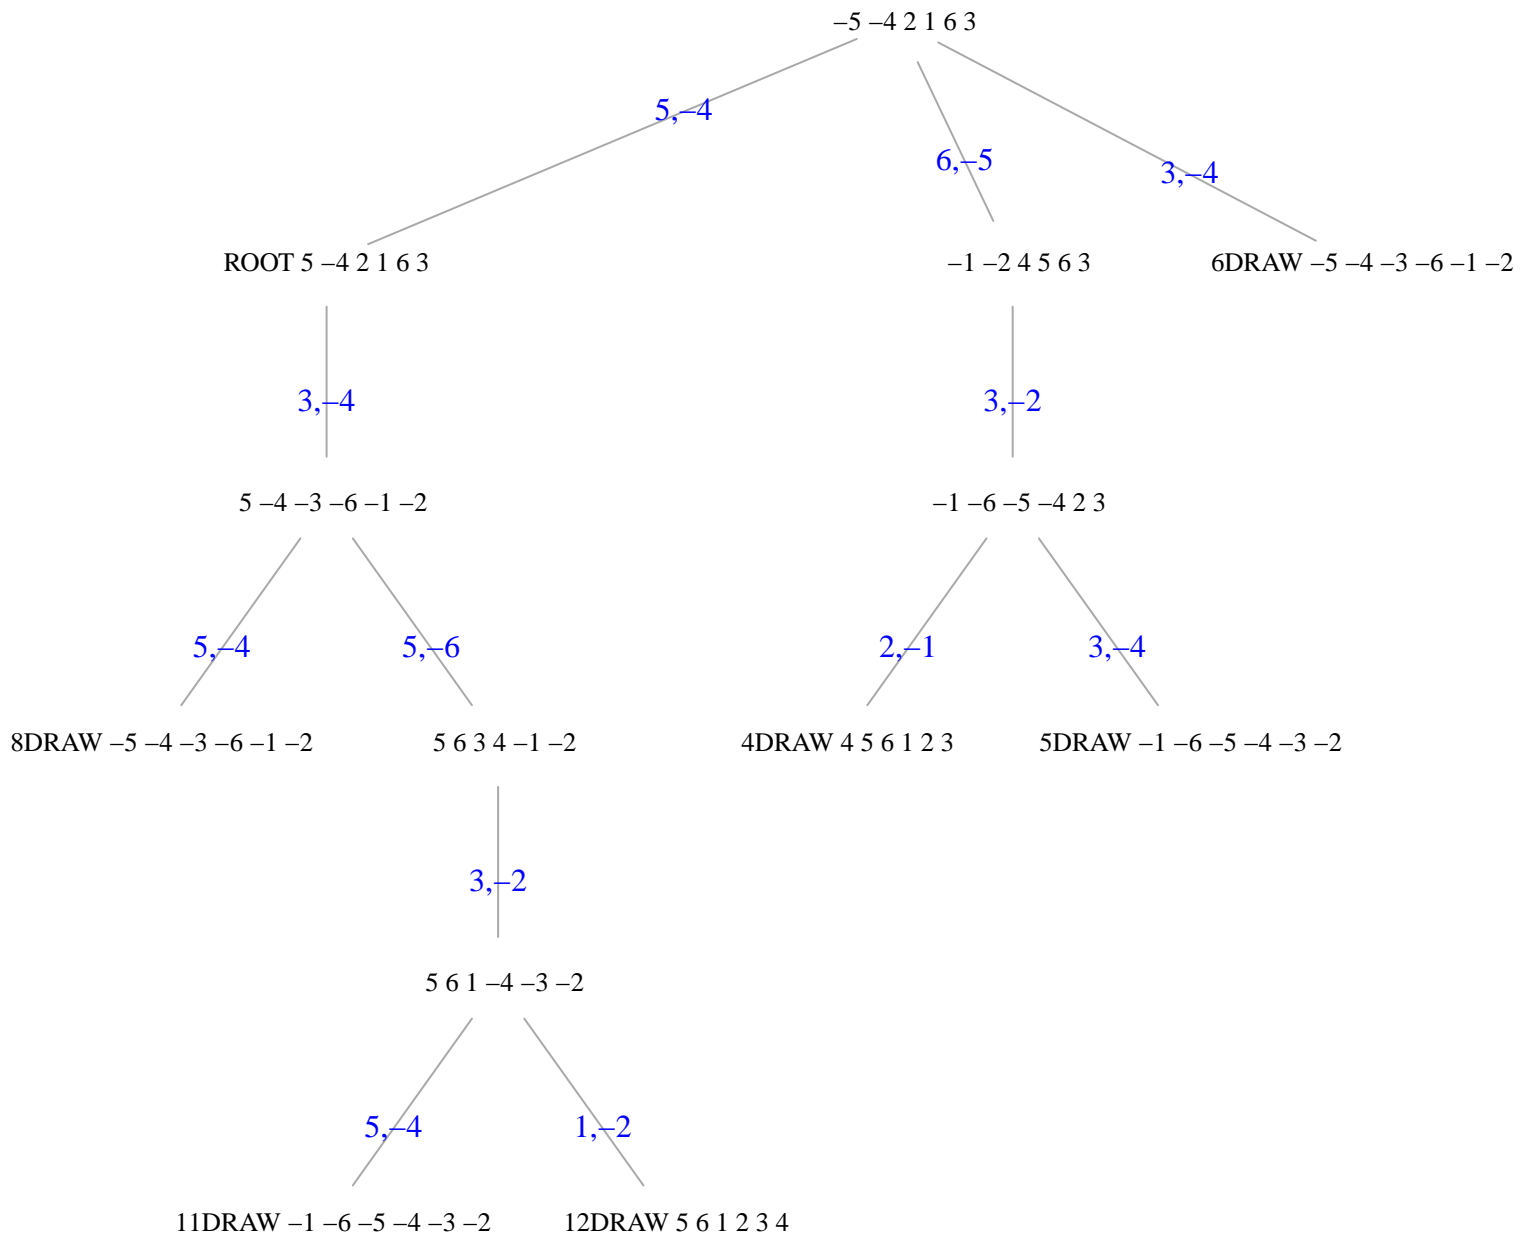 –5 –4 2 1 6 3
5,–4
6,–5
3,–4
ROOT 5 –4 2 1 6 3
–1 –2 4 5 6 3
6DRAW –5 –4 –3 –6 –1 –2
3,–4
3,–2
5 –4 –3 –6 –1 –2
–1 –6 –5 –4 2 3
5,–4
5,–6
2,–1
3,–4
8DRAW –5 –4 –3 –6 –1 –2
5 6 3 4 –1 –2
4DRAW 4 5 6 1 2 3
5DRAW –1 –6 –5 –4 –3 –2
3,–2
5 6 1 –4 –3 –2
5,–4
1,–2
11DRAW –1 –6 –5 –4 –3 –2
12DRAW 5 6 1 2 3 4